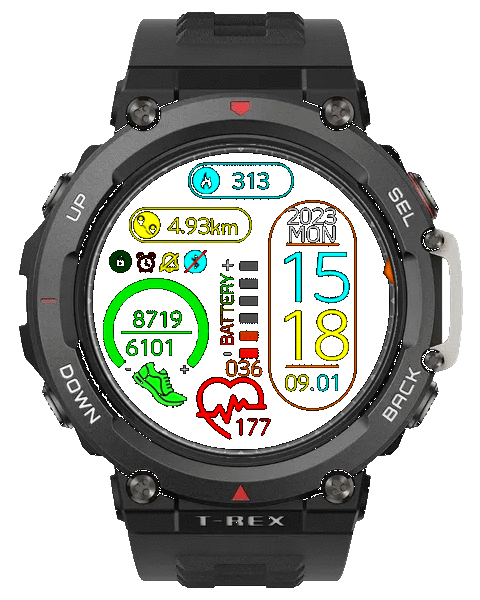 313
4.93km
2023
MON
15
18
09.01
BATTERY
- +
036
8719
6101
- +
177
UP
DOWN
SEL
BACK
T-REX